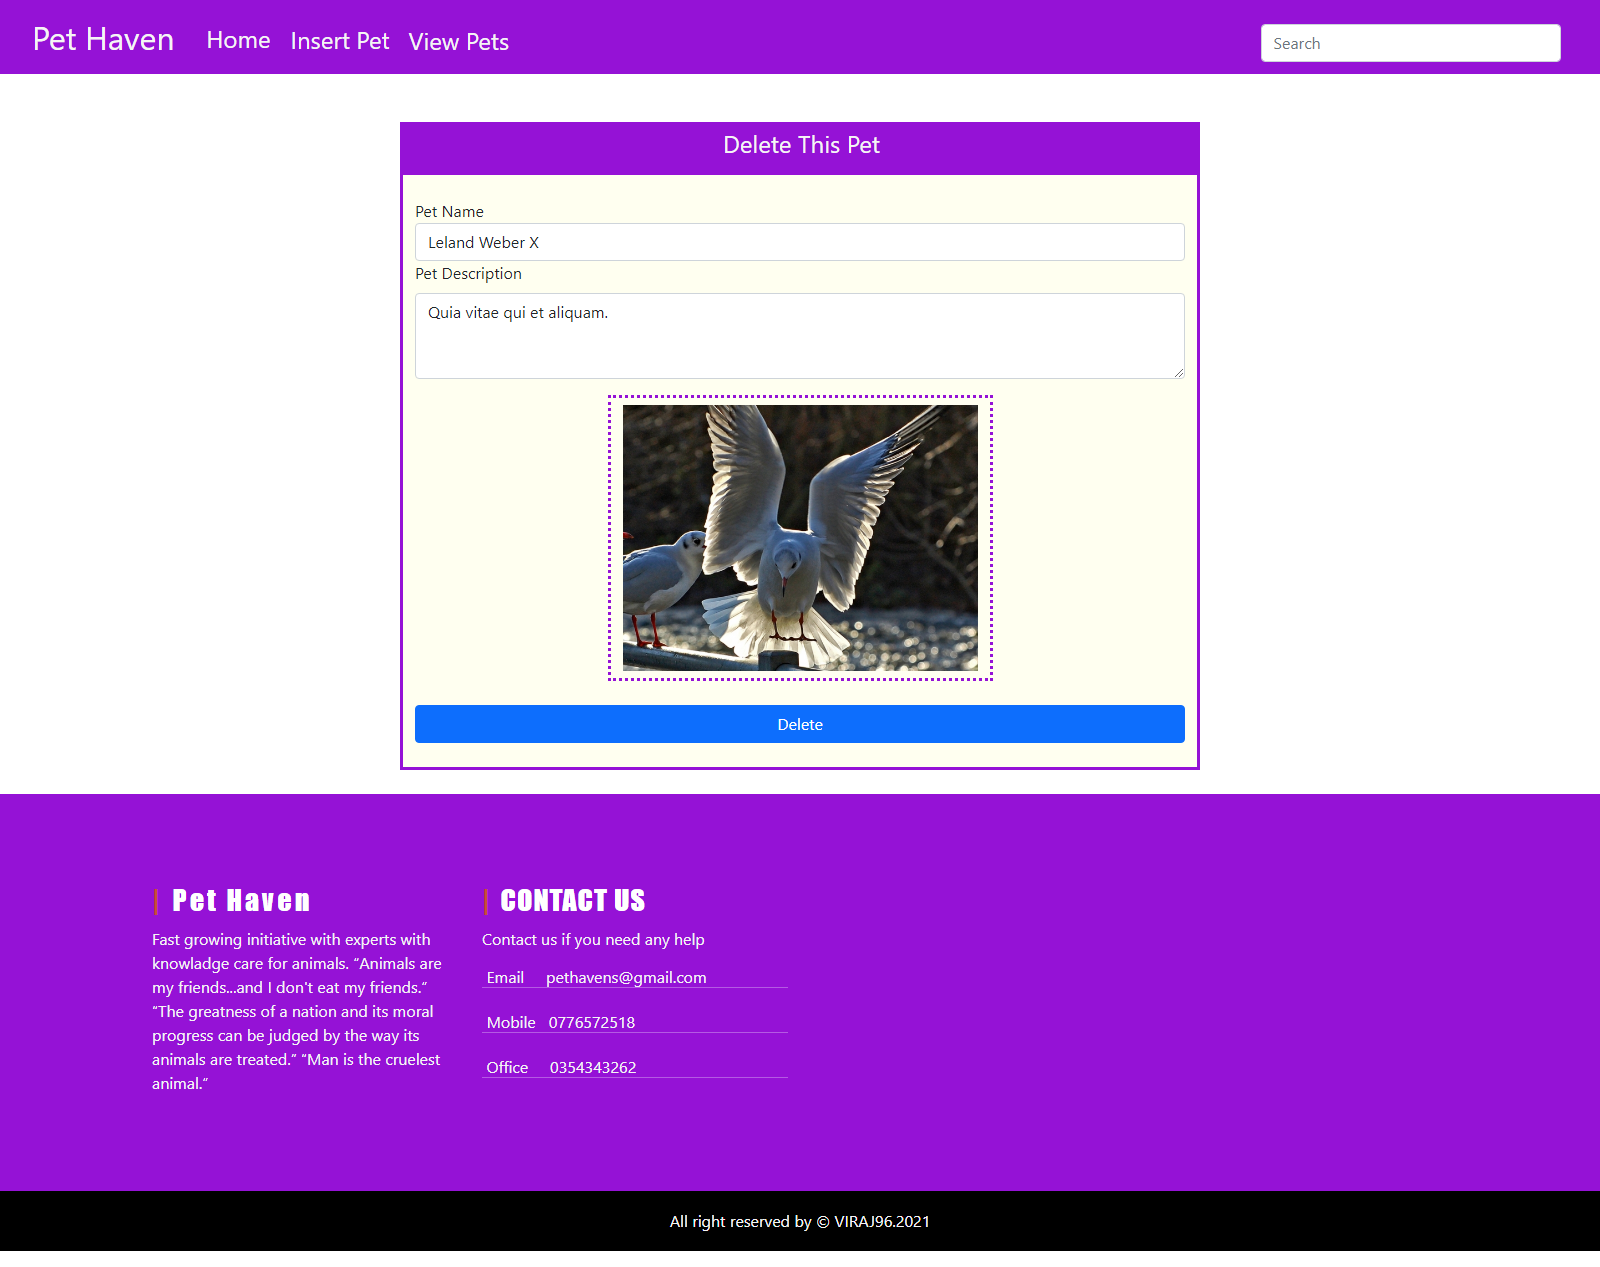 Pet Haven Home Insert Pet View Pets Search
Delete This Pet
Pet Name
Leland Weber X
Pet Description
Quia vitae qui et aliquam.
Delete
| Pet Haven
Fast growing initiative with experts with
knowladge care for animals. “Animals are
my friends...and I don't eat my friends.“
“The greatness of a nation and its moral
progress can be judged by the way its
animals are treated.” “Man is the cruelest
animal.“
| CONTACT US
Contact us if you need any help
Email pethavens@gmail.com
Mobile 0776572518
Office 0354343262
All right reserved by © VIRAJ96.2021